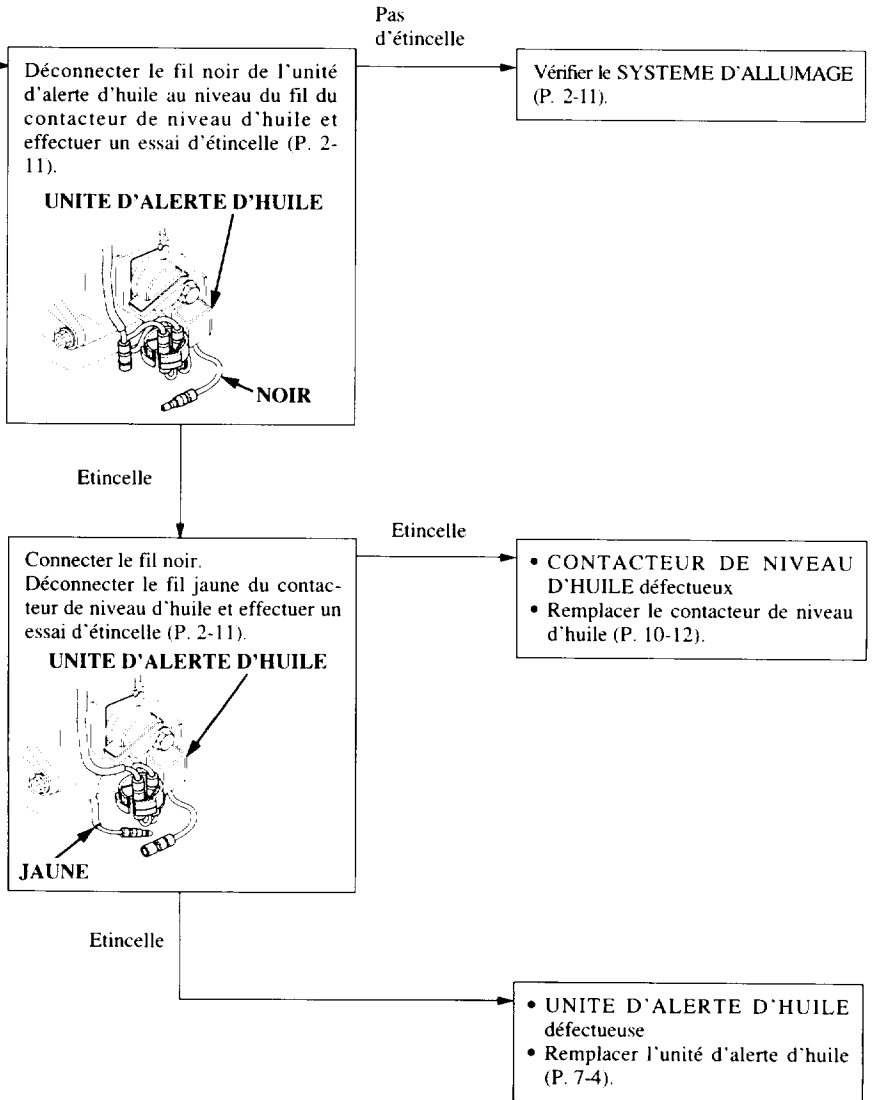 Pas
d'étincelle
Déconnecter le fil noir de l'unité
d'alerte d'huile au niveau du fil du
contacteur de niveau d'huile et
effectuer un essai d'étincelle (P. 2-
11).
UNITE D'ALERTE D'HUILE
NOIR
Vérifier le SYSTEME D'ALLUMAGE
(P. 2-11).
Etincelle
Connecter le fil noir.
Déconnecter le fil jaune du contac-
teur de niveau d'huile et effectuer un
essai d'étincelle (P. 2-11).
UNITE D'ALERTE D'HUILE
JAUNE
Etincelle
• CONTACTEUR DE NIVEAU
D'HUILE défectueux
• Remplacer le contacteur de niveau
d'huile (P. 10-12).
Etincelle
• UNITE D'ALERTE D'HUILE
défectueuse
• Remplacer l'unité d'alerte d'huile
(P. 7-4).